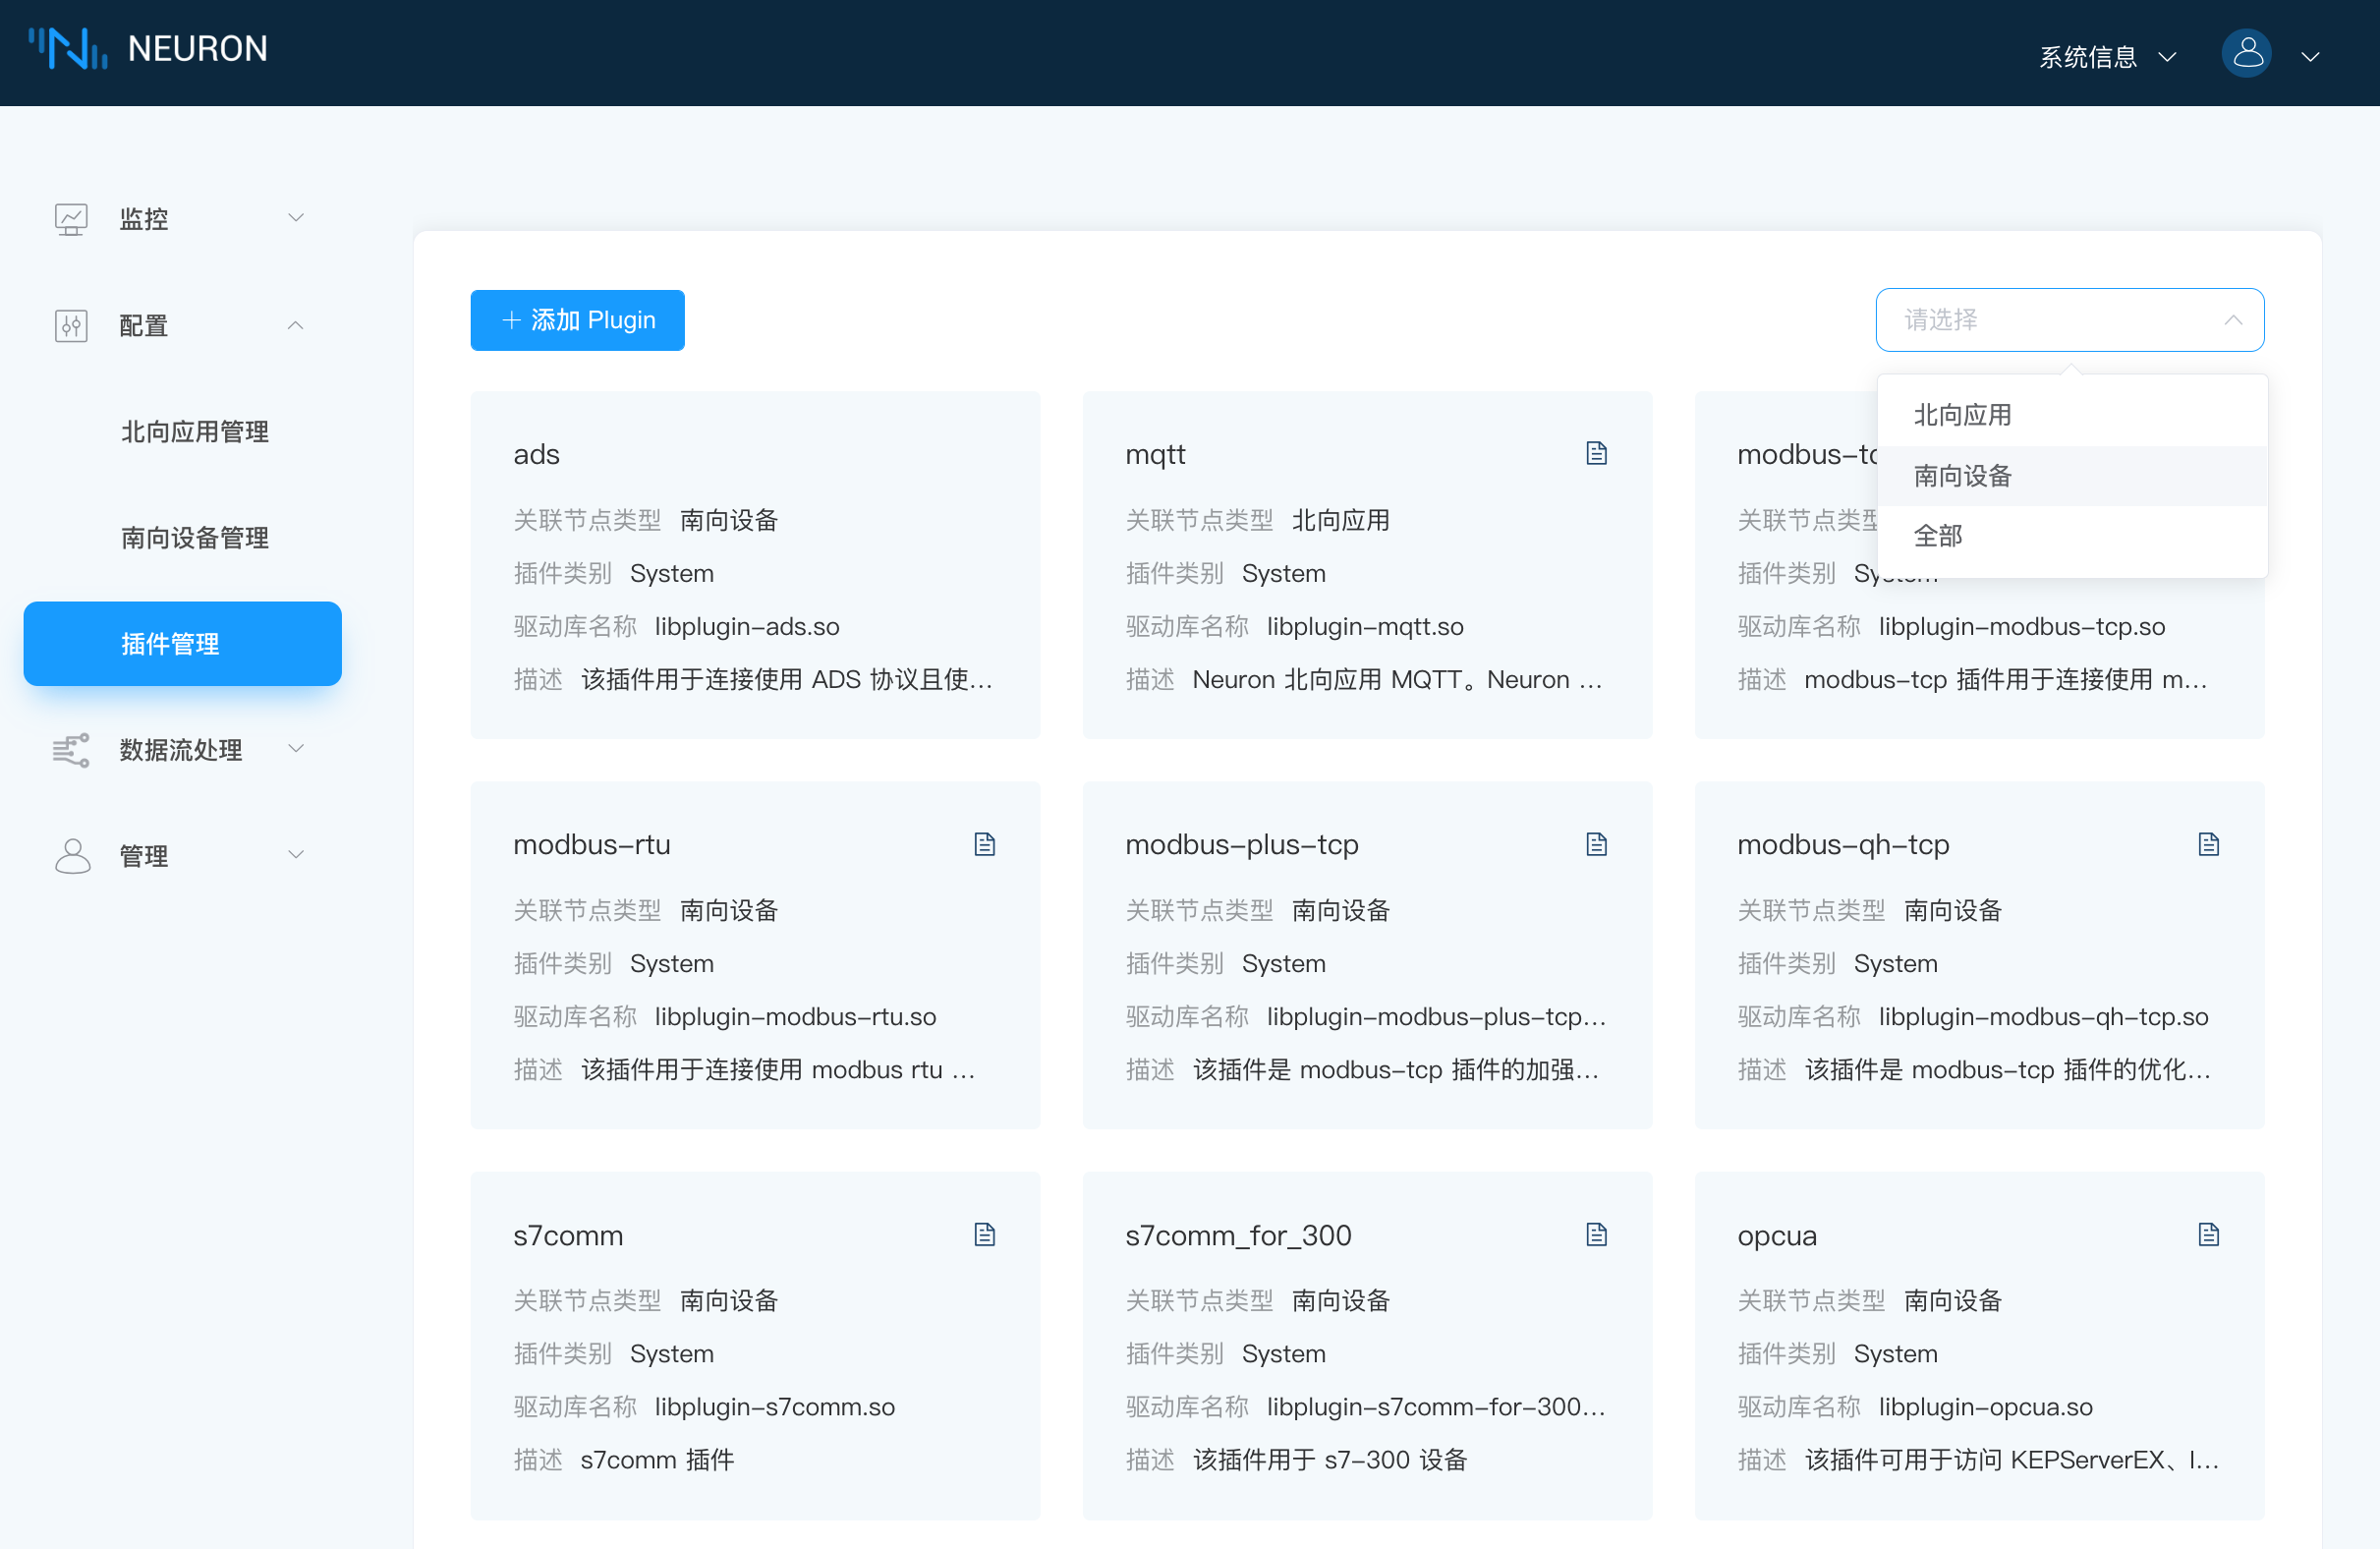 NEURON
系统信息
监控
配置
北向应用管理
南向设备管理
插件管理
数据流处理
管理
添加 Plugin
请选择
北向应用
南向设备
全部
ads
关联节点类型 南向设备
插件类别 System
驱动库名称 libplugin-ads.so
描述 该插件用于连接使用 ADS 协议且使...
mqtt
关联节点类型 北向应用
插件类别 System
驱动库名称 libplugin-mqtt.so
描述 Neuron 北向应用 MQTT。Neuron ...
modbus-tc
关联节点类型
插件类别 System
驱动库名称 libplugin-modbus-tcp.so
描述 modbus-tcp 插件用于连接使用 m...
modbus-rtu
关联节点类型 南向设备
插件类别 System
驱动库名称 libplugin-modbus-rtu.so
描述 该插件用于连接使用 modbus rtu ...
modbus-plus-tcp
关联节点类型 南向设备
插件类别 System
驱动库名称 libplugin-modbus-plus-tcp...
描述 该插件是 modbus-tcp 插件的加强...
modbus-qh-tcp
关联节点类型 南向设备
插件类别 System
驱动库名称 libplugin-modbus-qh-tcp.so
描述 该插件是 modbus-tcp 插件的优化...
s7comm
关联节点类型 南向设备
插件类别 System
驱动库名称 libplugin-s7comm.so
描述 s7comm 插件
s7comm_for_300
关联节点类型 南向设备
插件类别 System
驱动库名称 libplugin-s7comm-for-300...
描述 该插件用于 s7-300 设备
opcua
关联节点类型 南向设备
插件类别 System
驱动库名称 libplugin-opcua.so
描述 该插件可用于访问 KEPServerEX、I...